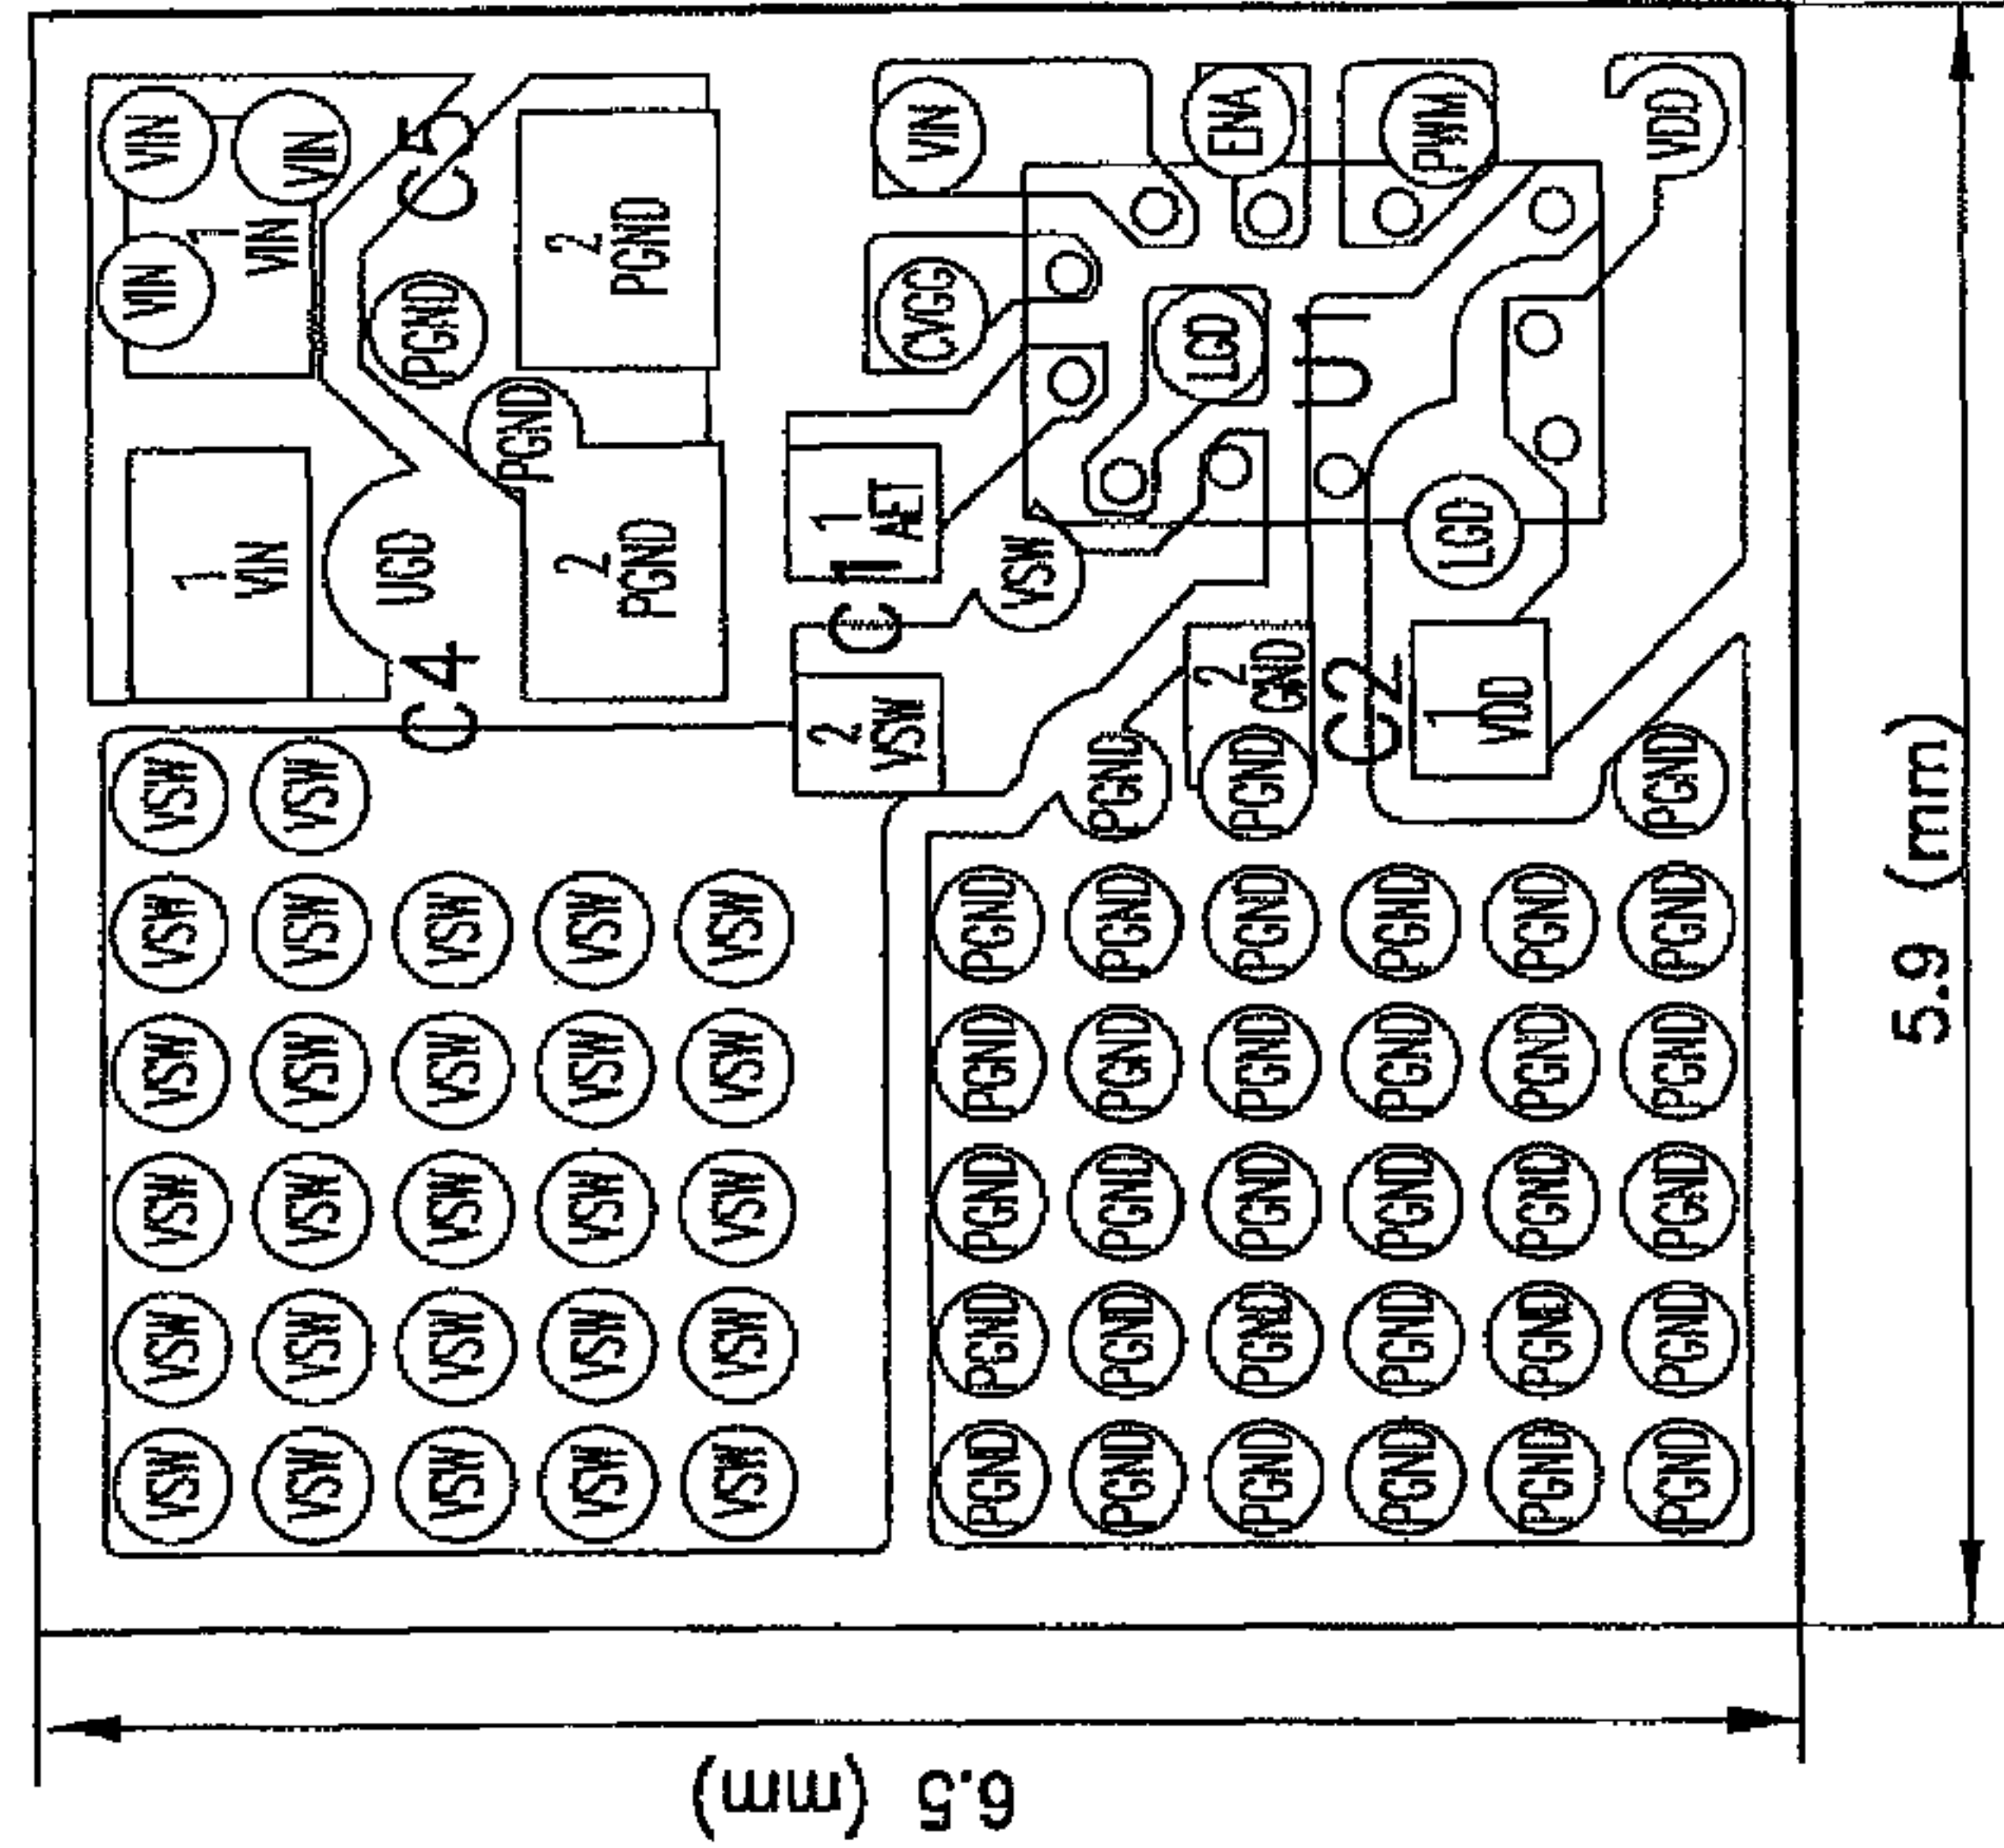 VIN
VIN
C5
VIN
ENA
PWM
VDD
VIN
1
VIN
2
PGND
PGND
CVGG
LGD
U1
PGND
1
VIN
UGD
2
PGND
1
AET
C1
VSW
LGD
C4
2
VSW
2
GND
C2
1
VDD
VSW VSW PGND PGND PGND
VSW VSW VSW VSW VSW PGND PGND PGND PGND PGND PGND
VSW VSW VSW VSW VSW PGND PGND PGND PGND PGND PGND
VSW VSW VSW VSW VSW PGND PGND PGND PGND PGND PGND
VSW VSW VSW VSW VSW PGND PGND PGND PGND PGND PGND
VSW VSW VSW VSW VSW PGND PGND PGND PGND PGND PGND
5.9 (mm)
6.5 (mm)